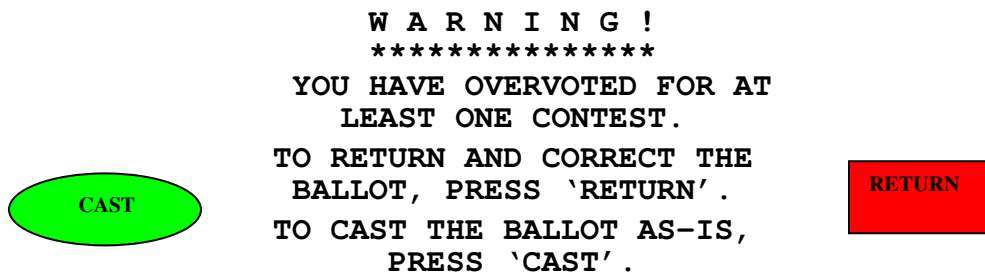 W A R N I N G !
***************
YOU HAVE OVERVOTED FOR AT
LEAST ONE CONTEST.
TO RETURN AND CORRECT THE
BALLOT, PRESS `RETURN'.
TO CAST THE BALLOT AS-IS,
PRESS `CAST'.
CAST
RETURN